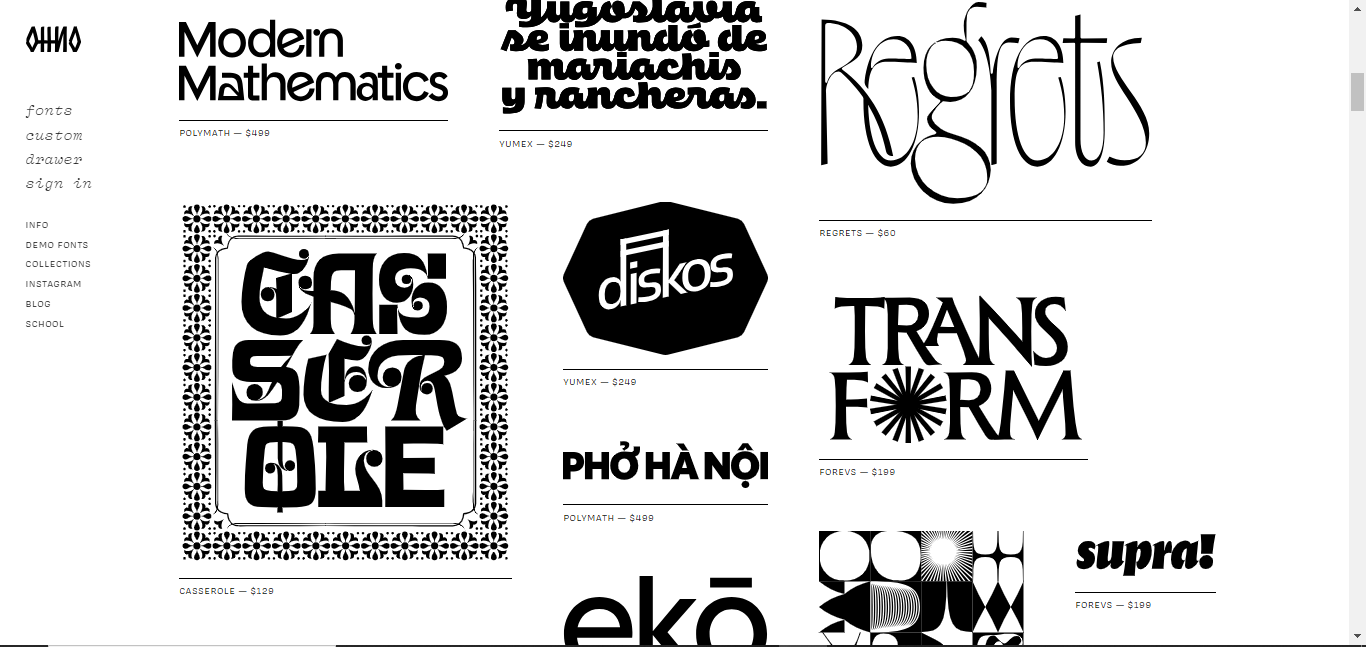 OHNO
fonts
custom
drawer
sign in
INFO
DEMO FONTS
COLLECTIONS
INSTAGRAM
BLOG
SCHOOL
Modern
Mathematics
POLYMATH — $499
Yugoslavia
se inundó de
mariachis
y rancheras.
YUMEX — $249
Regrets
REGRETS — $60
CAS
SER
OLE
CASSEROLE — $129
diskos
YUMEX — $249
PHỞ HÀ NỘI
POLYMATH — $499
ekō
TRANS
FORM
FOREVS — $199
supra!
FOREVS — $199